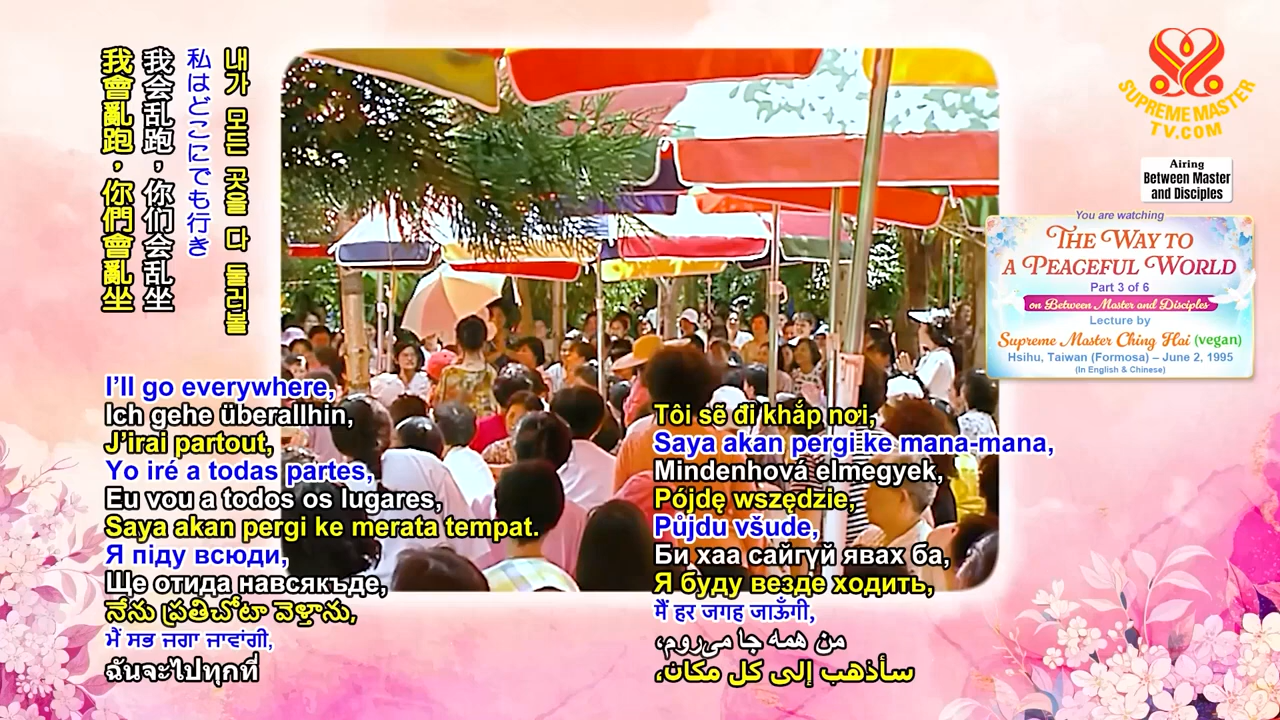 我會亂跑，你們會亂坐
我会乱跑，你们会乱坐
私はどこにでも行き
내가 모든 곳을 다 둘러볼
I’ll go everywhere,
Ich gehe überallhin,
J’irai partout,
Yo iré a todas partes,
Eu vou a todos os lugares,
Saya akan pergi ke merata tempat.
Я піду всюди,
Ще отида навсякъде,
నేను ప్రతిచోటా వెళ్తాను,
ਮੈਂ ਸਭ ਜਗਾ ਜਾਵਾਂਗੀ,
ฉันจะไปทุกที่
Tôi sẽ đi khắp nơi,
Saya akan pergi ke mana-mana,
Mindenhová elmegyek,
Pójdę wszędzie,
Půjdu všude,
Би хаа сайгүй явах ба,
Я буду везде ходить,
मैं हर जगह जाऊँगी,
من همه جا می‌روم،
سأذهب إلى كل مكان،
SUPREME MASTER
TV.COM
Airing
Between Master
and Disciples
You are watching
The Way to
a Peaceful World
Part 3 of 6
on Between Master and Disciples
Lecture by
Supreme Master Ching Hai (vegan)
Hsihu, Taiwan (Formosa) – June 2, 1995
(In English & Chinese)